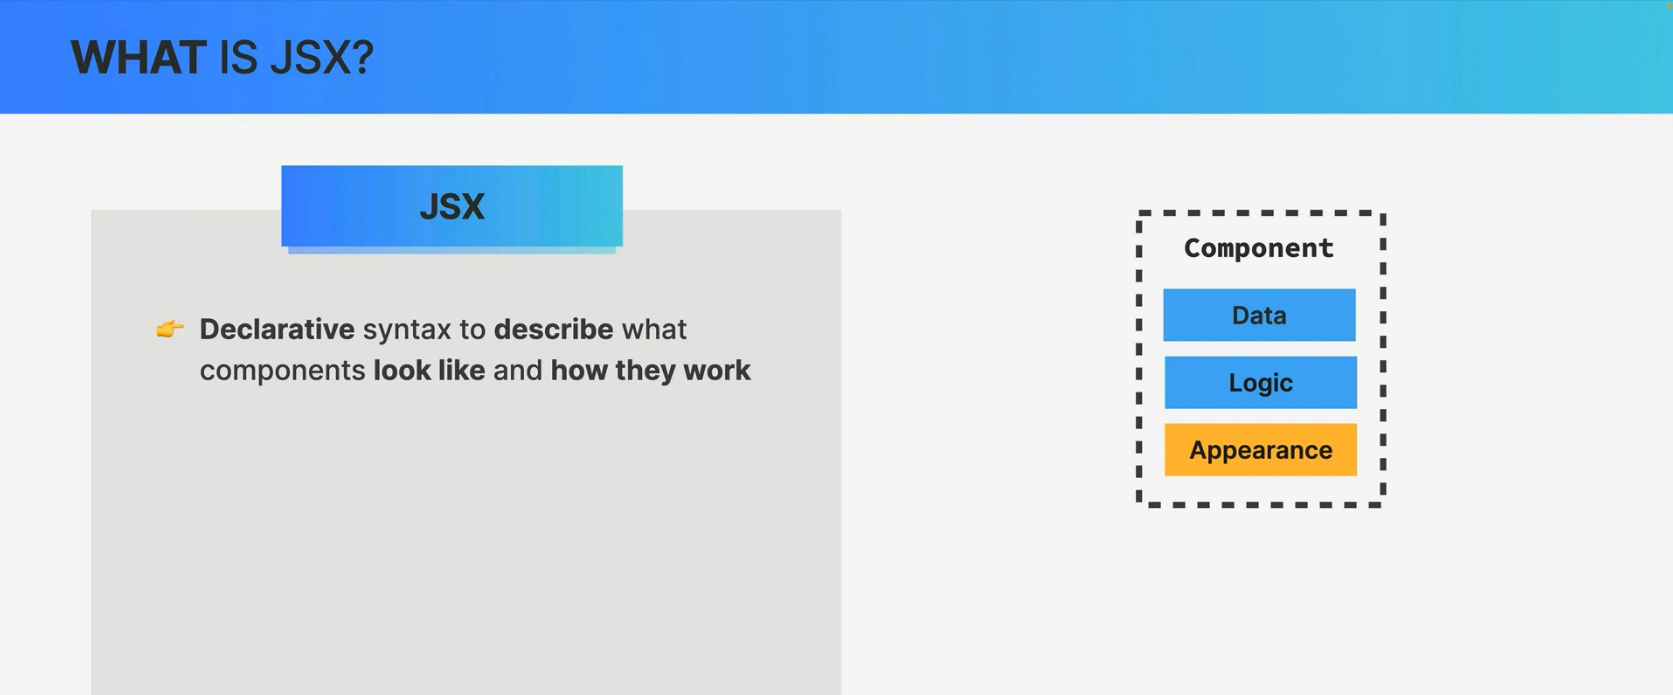 WHAT IS JSX?
JSX
👉 Declarative syntax to describe what
components look like and how they work
Component
Data
Logic
Appearance